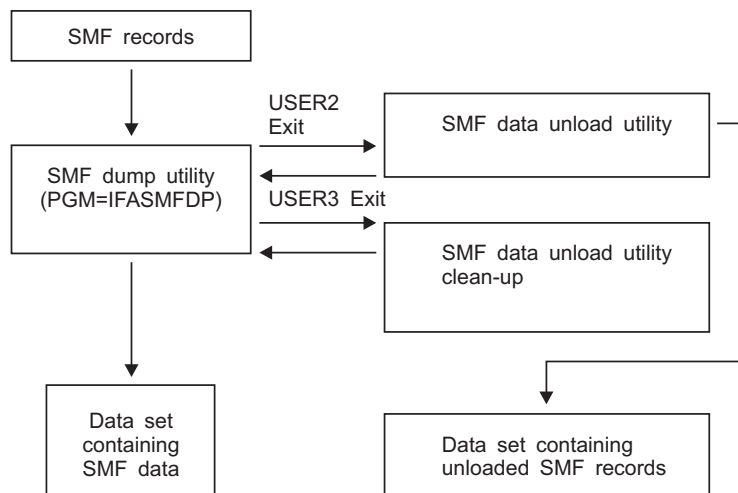 SMF records
USER2
Exit
SMF data unload utility
SMF dump utility
(PGM=IFASMFDP)
USER3 Exit
SMF data unload utility
clean-up
Data set
containing
SMF data
Data set containing
unloaded SMF records